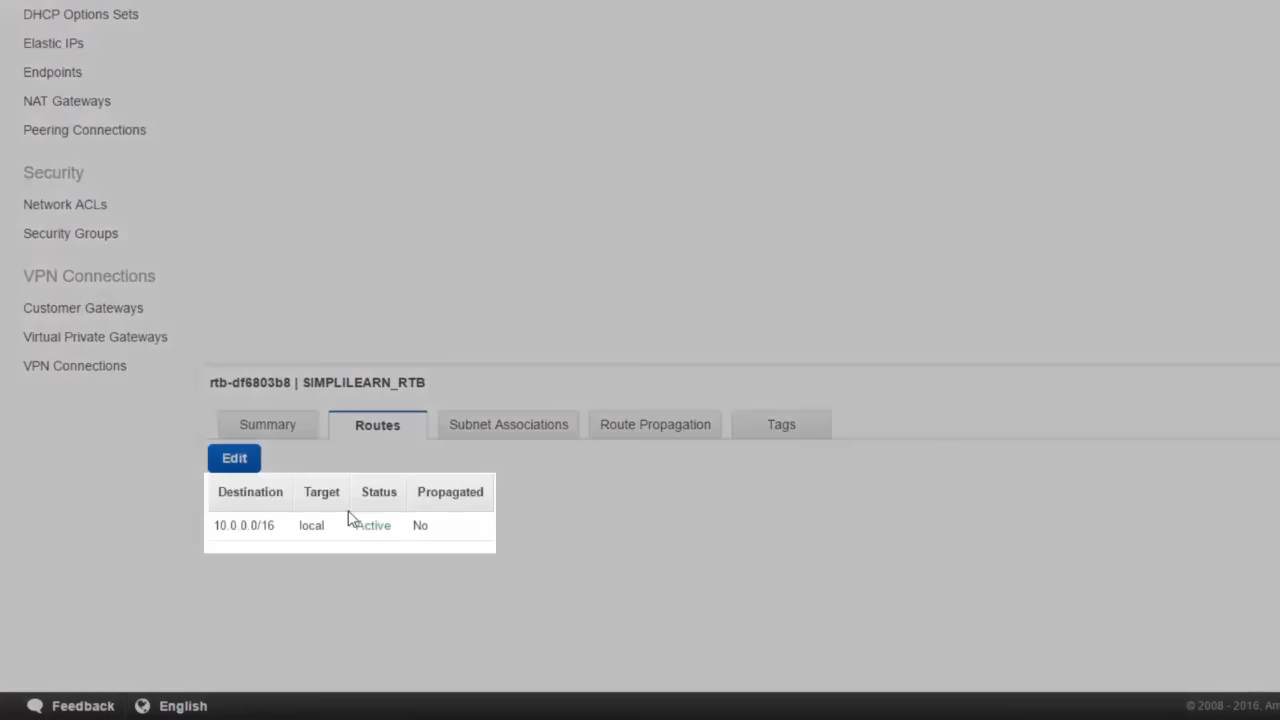 DHCP Options Sets
Elastic IPs
Endpoints
NAT Gateways
Peering Connections
Security
Network ACLs
Security Groups
VPN Connections
Customer Gateways
Virtual Private Gateways
VPN Connections
rtb-df6803b8 | SIMPLILEARN_RTB
Summary Routes Subnet Associations Route Propagation Tags
Edit
Destination Target Status Propagated
10.0.0.0/16 local Active No
Feedback English © 2008 - 2016, Am